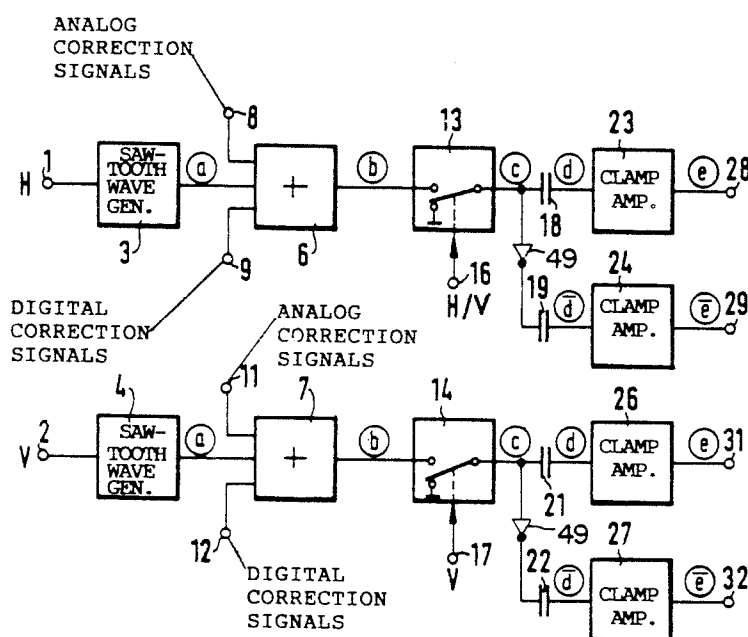 ANALOG
CORRECTION
SIGNALS
8
13
23
1
H
SAW-
TOOTH
WAVE
GEN.
a
+
b
c
d
CLAMP
AMP.
e
28
3
9
6
16
H/V
18
49
24
DIGITAL
CORRECTION
SIGNALS
ANALOG
CORRECTION
SIGNALS
19
d
CLAMP
AMP.
e
29
11
4
7
14
26
2
V
SAW-
TOOTH
WAVE
GEN.
a
+
b
c
d
CLAMP
AMP.
e
31
12
17
V
21
49
27
DIGITAL
CORRECTION
SIGNALS
22
d
CLAMP
AMP.
e
32